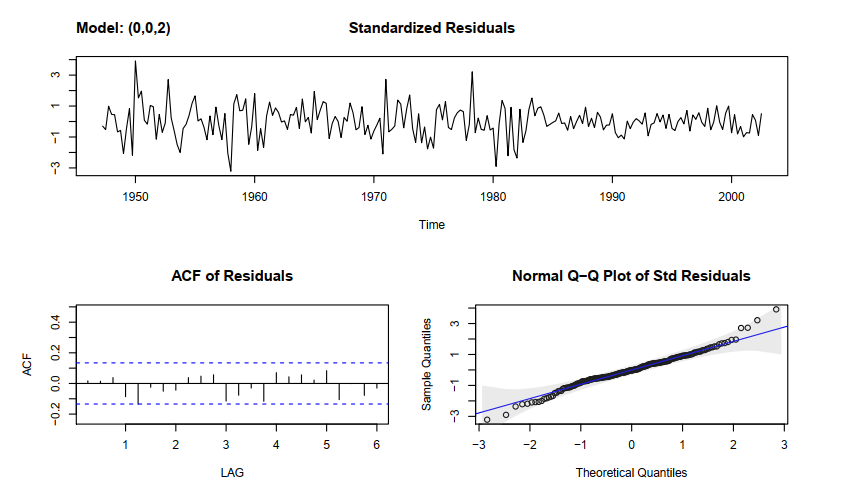 Model: (0,0,2) Standardized Residuals
3
1
−1
−3
1950 1960 1970 1980 1990 2000
Time
ACF of Residuals
ACF
0.4
0.2
0.0
−0.2
1 2 3 4 5 6
LAG
Normal Q−Q Plot of Std Residuals
Sample Quantiles
3
1
−1
−3
−3 −2 −1 0 1 2 3
Theoretical Quantiles